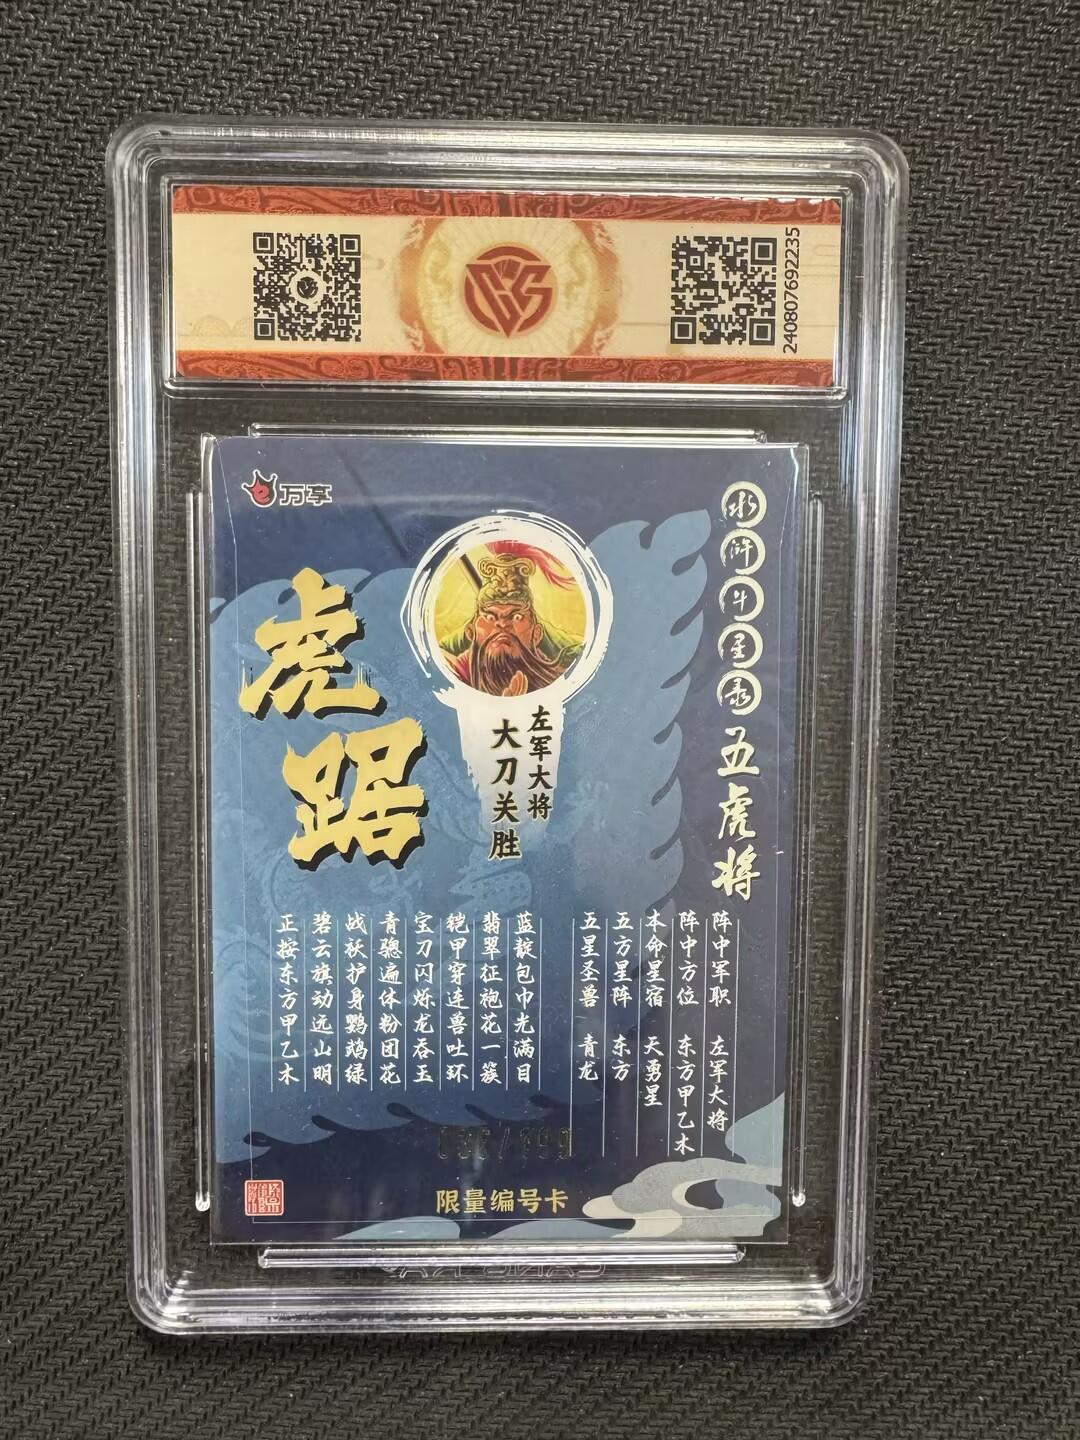 24080769223​5
万享
水浒斗星录 五虎将
虎踞
左军大将
大刀关胜
阵中军职 左军大将
阵中方位 东方甲乙木
本命星宿 天勇星
五方星阵 东方
五星圣兽 青龙
蓝靛包巾光满目
翡翠征袍花一簇
铠甲穿连兽吐环
宝刀闪烁龙吞玉
青骢遍体粉团花
战袄护身鹦鹉绿
碧云旗动远山明
正按东方甲乙木
限量编号卡